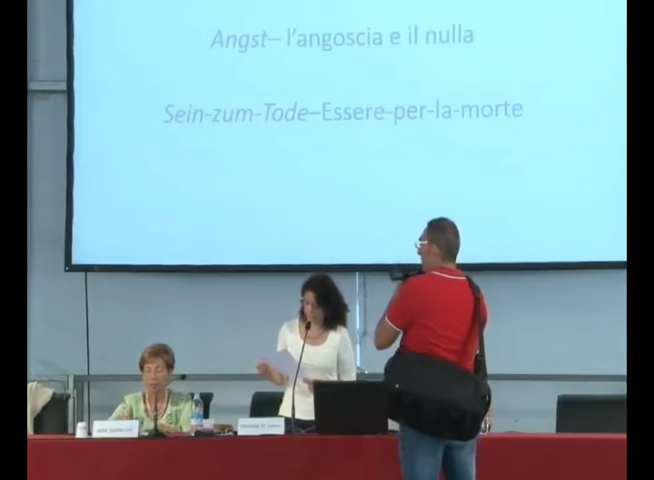 Angst– l'angoscia e il nulla
Sein-zum-Tode–Essere-per-la-morte